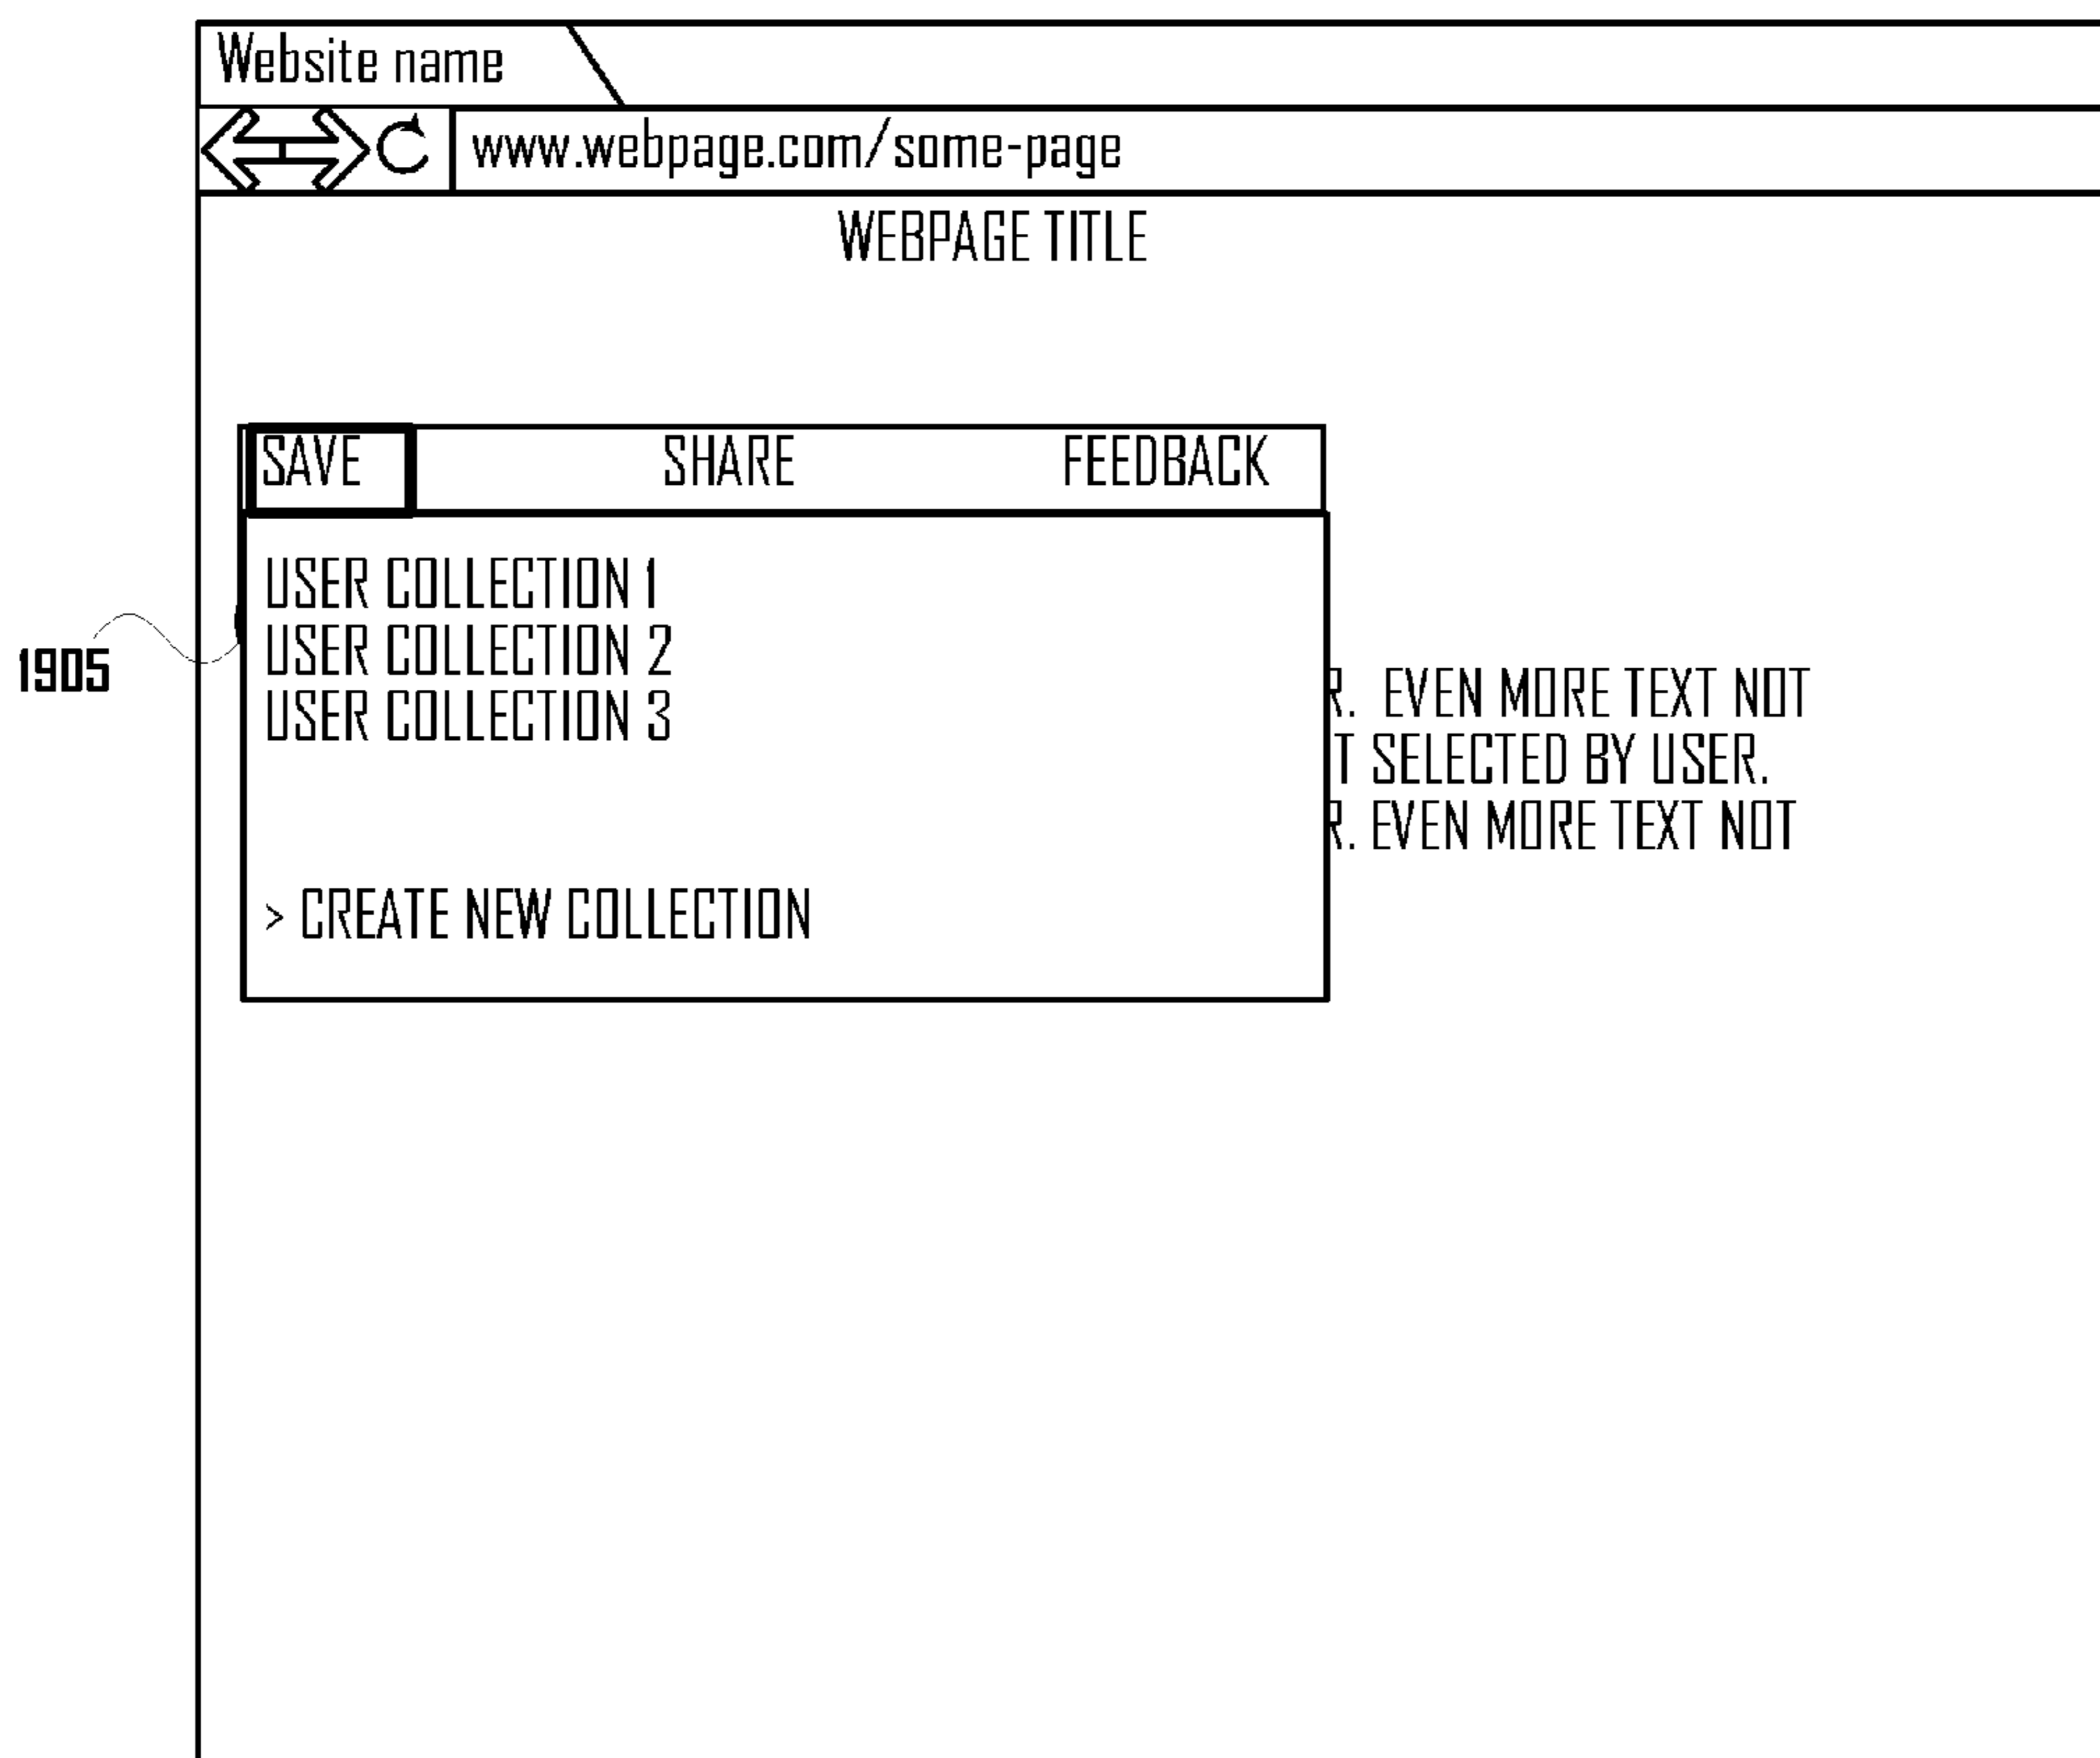 Website name
www.webpage.com/some-page
WEBPAGE TITLE
SAVE SHARE FEEDBACK
USER COLLECTION 1
USER COLLECTION 2
USER COLLECTION 3
> CREATE NEW COLLECTION
1905
R. EVEN MORE TEXT NOT
T SELECTED BY USER.
R. EVEN MORE TEXT NOT